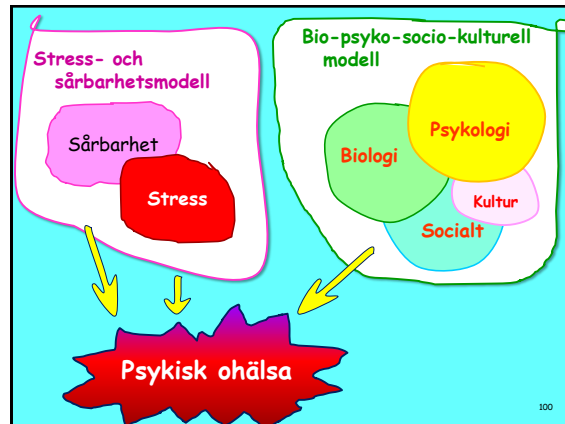 Stress- och
sårbarhetsmodell
Sårbarhet
Stress
Bio-psyko-socio-kulturell
modell
Psykologi
Biologi
Kultur
Socialt
Psykisk ohälsa
100